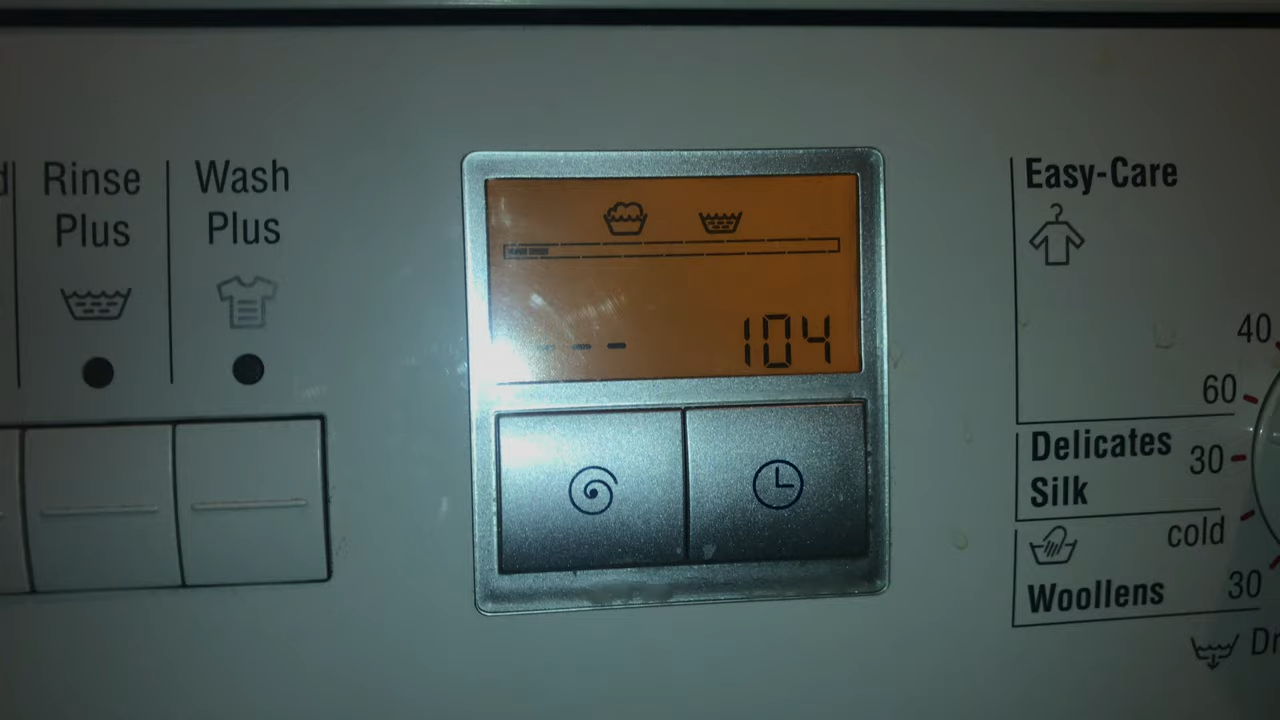 Rinse
Plus
Wash
Plus
--- 104
Easy-Care
40
60
Delicates
Silk
30
cold
Woollens
30